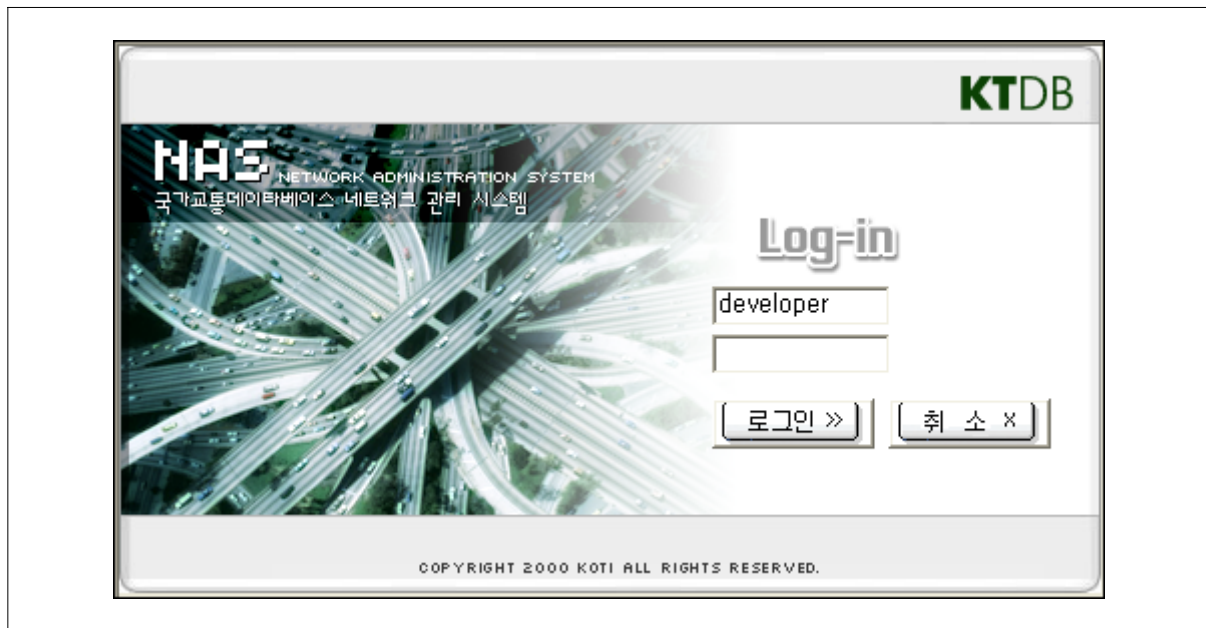 KTDB
NAS NETWORK ADMINISTRATION SYSTEM
국가교통데이타베이스 네트워크 관리 시스템
Log-in
developer
로그인 »
취 소 x
COPYRIGHT 2000 KOTI ALL RIGHTS RESERVED.